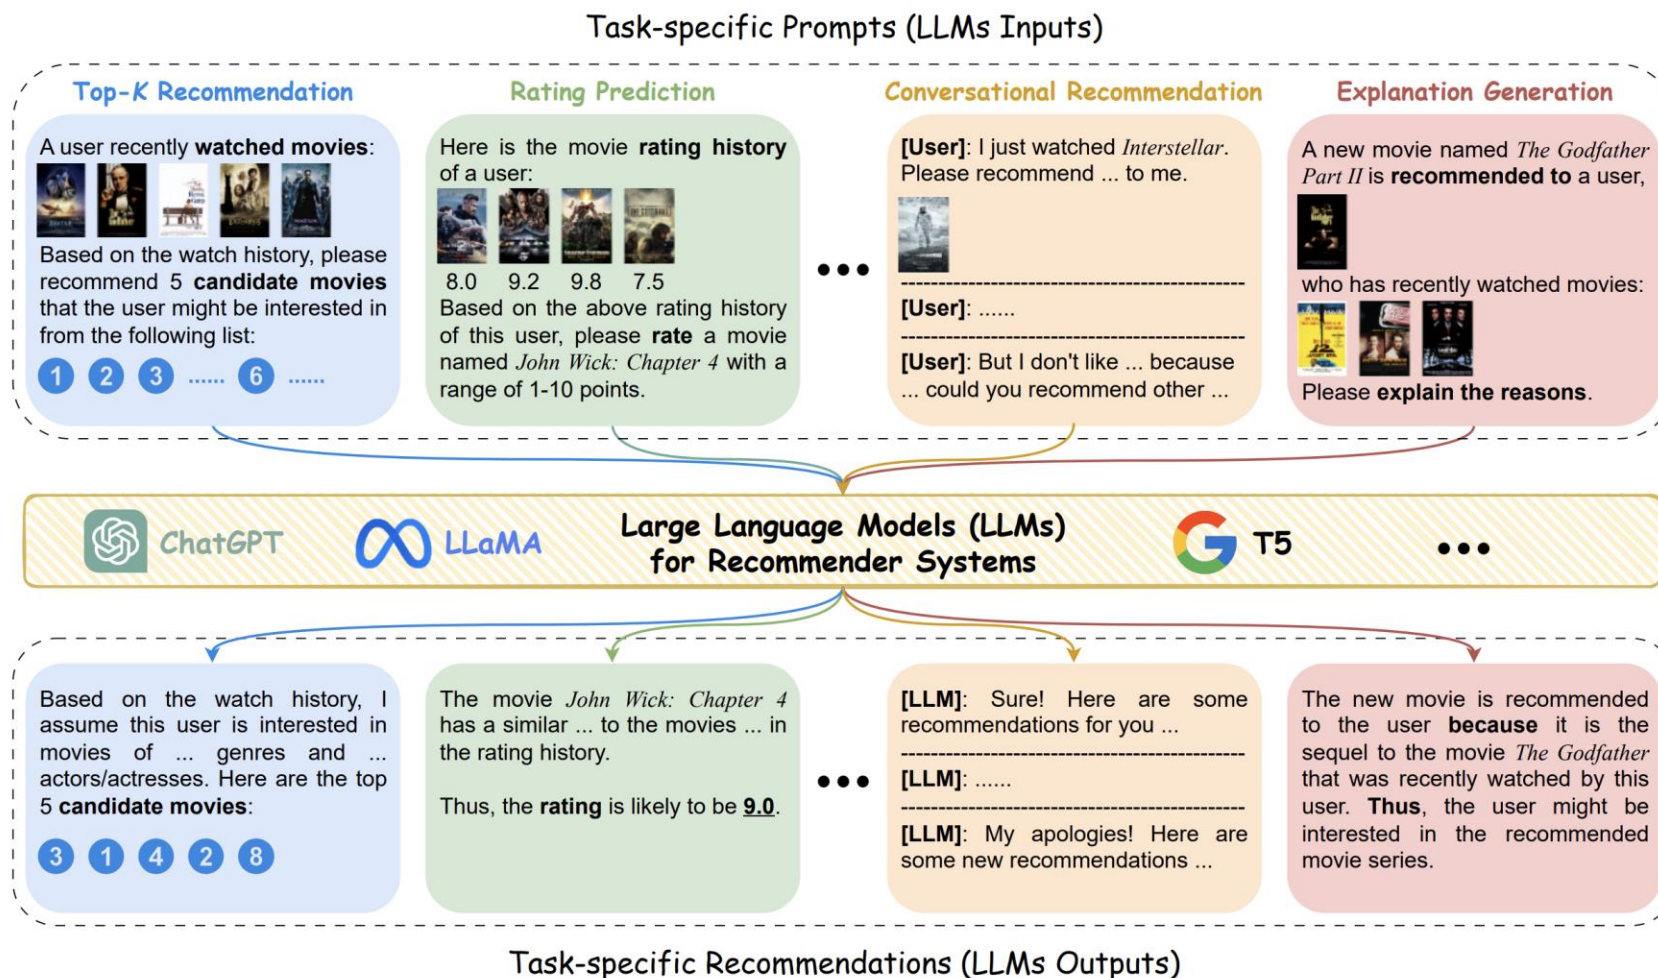 Task-specific Prompts (LLMs Inputs)
Top-K Recommendation
A user recently watched movies:
Based on the watch history, please
recommend 5 candidate movies
that the user might be interested in
from the following list:
1 2 3 ...... 6 ......
Rating Prediction
Here is the movie rating history
of a user:
8.0 9.2 9.8 7.5
Based on the above rating history
of this user, please rate a movie
named John Wick: Chapter 4 with a
range of 1-10 points.
Conversational Recommendation
[User]: I just watched Interstellar.
Please recommend ... to me.
[User]: ......
[User]: But I don't like ... because
... could you recommend other ...
Explanation Generation
A new movie named The Godfather
Part II is recommended to a user,
who has recently watched movies:
Please explain the reasons.
ChatGPT
LLaMA
Large Language Models (LLMs)
for Recommender Systems
T5
Based on the watch history, I
assume this user is interested in
movies of ... genres and ...
actors/actresses. Here are the top
5 candidate movies:
3 1 4 2 8
The movie John Wick: Chapter 4
has a similar ... to the movies ... in
the rating history.
Thus, the rating is likely to be 9.0.
[LLM]: Sure! Here are some
recommendations for you ...
[LLM]: ......
[LLM]: My apologies! Here are
some new recommendations ...
The new movie is recommended
to the user because it is the
sequel to the movie The Godfather
that was recently watched by this
user. Thus, the user might be
interested in the recommended
movie series.
Task-specific Recommendations (LLMs Outputs)